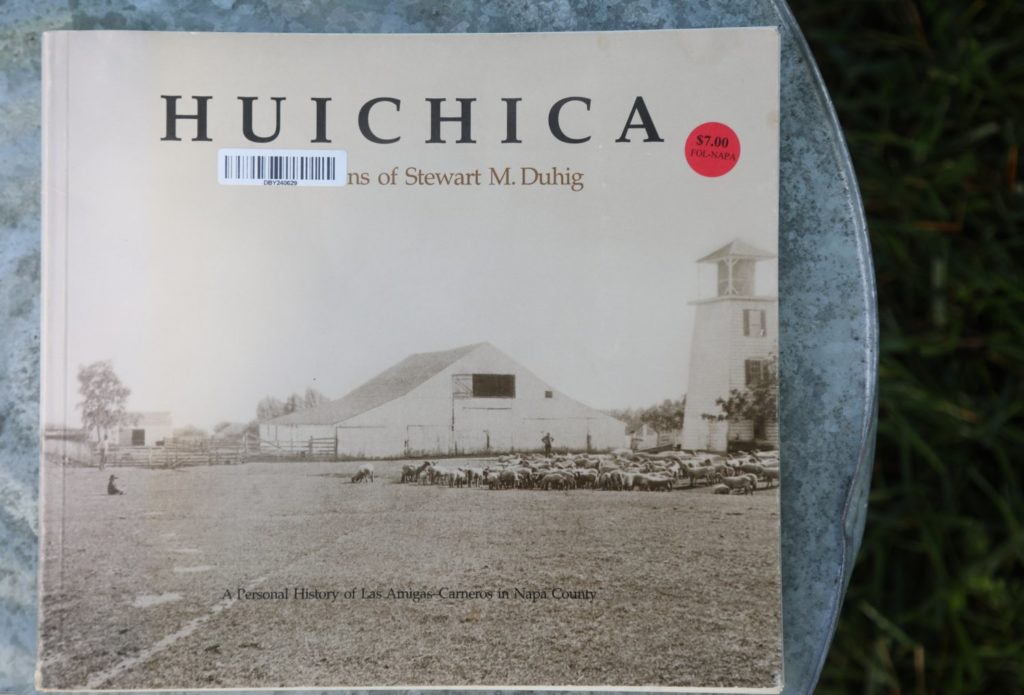 HUICHICA
$7.00
FOL-NAPA
DBY240629
ns of Stewart M. Duhig
A Personal History of Las Amigas-Carneros in Napa County